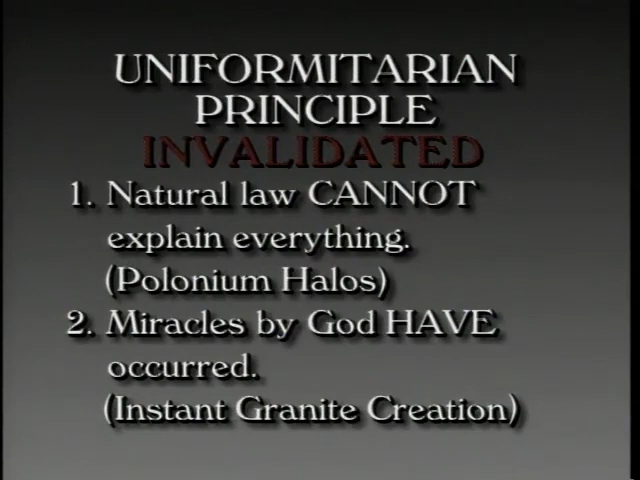 UNIFORMITARIAN
PRINCIPLE
INVALIDATED
1. Natural law CANNOT
explain everything.
(Polonium Halos)
2. Miracles by God HAVE
occurred.
(Instant Granite Creation)